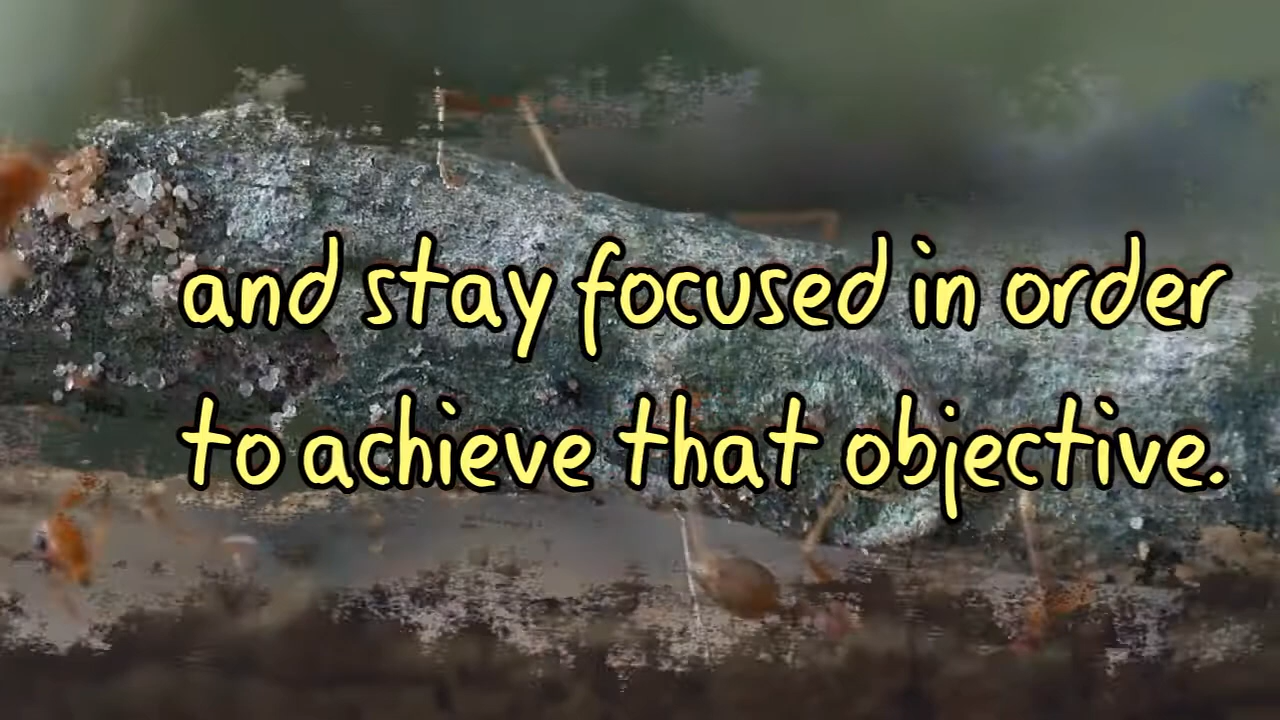 and stay focused in order
to achieve that objective.